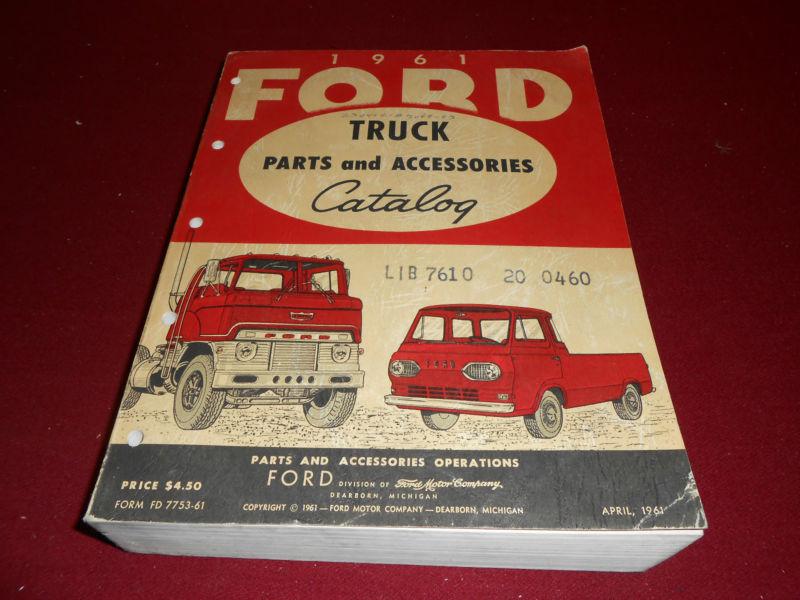 1961
FORD
TRUCK
PARTS and ACCESSORIES
Catalog
LIB 7610 20 0460
FORD
FORD
PARTS AND ACCESSORIES OPERATIONS
FORD DIVISION OF Ford Motor Company,
DEARBORN, MICHIGAN
PRICE $4.50
FORM FD 7753-61
COPYRIGHT © 1961 — FORD MOTOR COMPANY — DEARBORN, MICHIGAN
APRIL, 1961